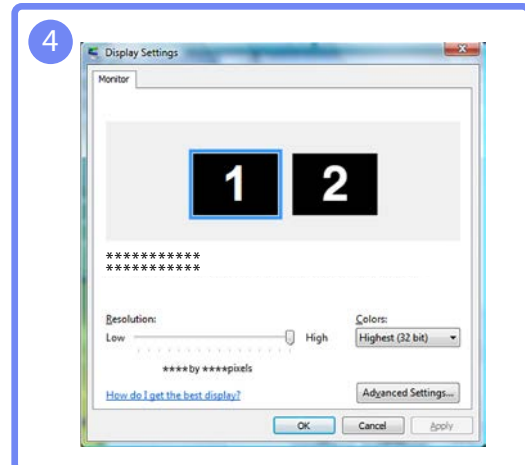 4
Display Settings
Monitor
1 2
***********
***********
Resolution:
Colors:
Low High
Highest (32 bit)
****by ****pixels
How do I get the best display?
Advanced Settings...
OK Cancel Apply